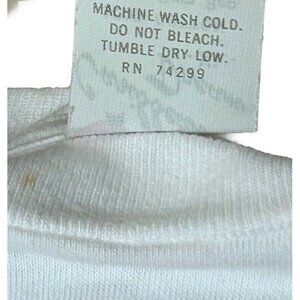 MACHINE WASH COLD.
DO NOT BLEACH.
TUMBLE DRY LOW.
RN 74299